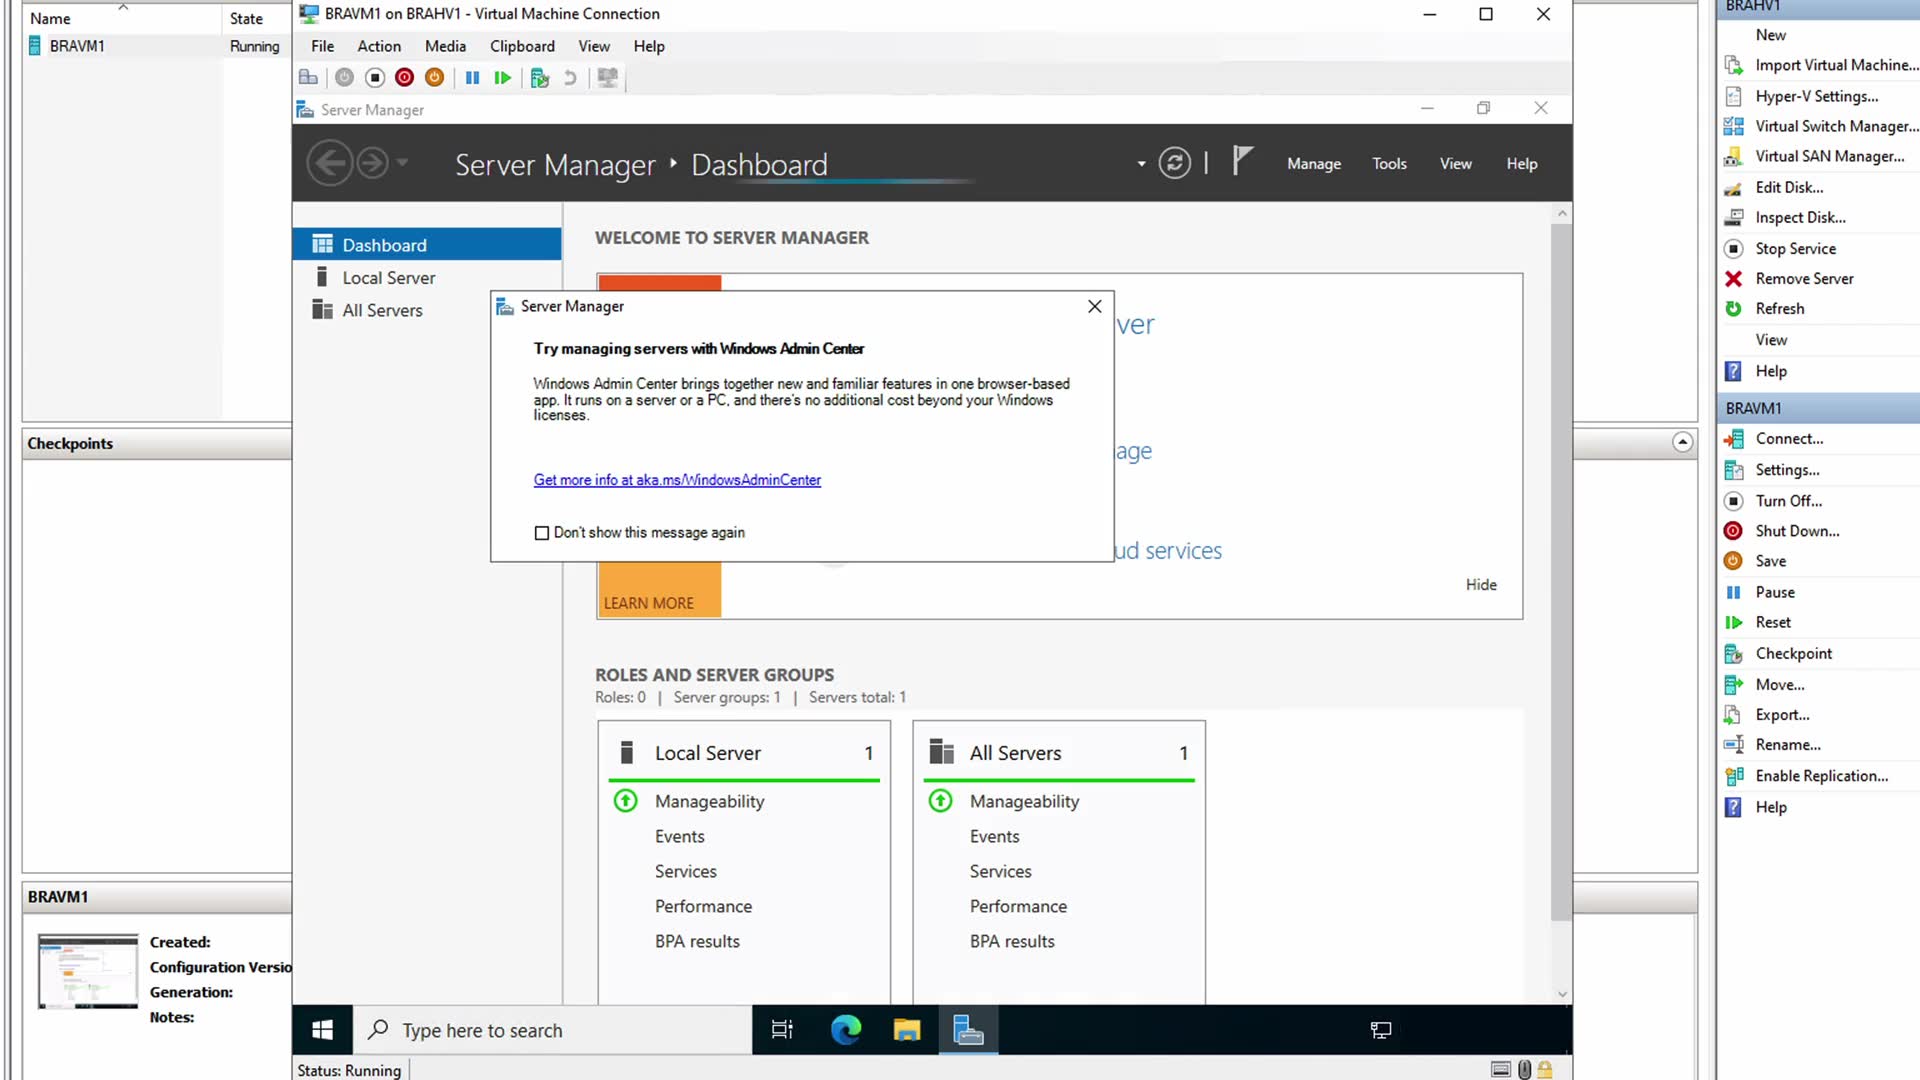 Name
State
BRAVM1
Running
Checkpoints
BRAVM1
Created:
Configuration Versio
Generation:
Notes:
BRAVM1 on BRAHV1 - Virtual Machine Connection
File Action Media Clipboard View Help
Server Manager
Server Manager ‣ Dashboard
Manage Tools View Help
Dashboard
Local Server
All Servers
WELCOME TO SERVER MANAGER
ver
age
ud services
LEARN MORE
Hide
Server Manager
Try managing servers with Windows Admin Center
Windows Admin Center brings together new and familiar features in one browser-based
app. It runs on a server or a PC, and there's no additional cost beyond your Windows
licenses.
Get more info at aka.ms/WindowsAdminCenter
Don't show this message again
ROLES AND SERVER GROUPS
Roles: 0 | Server groups: 1 | Servers total: 1
Local Server 1
Manageability
Events
Services
Performance
BPA results
All Servers 1
Manageability
Events
Services
Performance
BPA results
Type here to search
Status: Running
BRAHV1
New
Import Virtual Machine...
Hyper-V Settings...
Virtual Switch Manager...
Virtual SAN Manager...
Edit Disk...
Inspect Disk...
Stop Service
Remove Server
Refresh
View
Help
BRAVM1
Connect...
Settings...
Turn Off...
Shut Down...
Save
Pause
Reset
Checkpoint
Move...
Export...
Rename...
Enable Replication...
Help